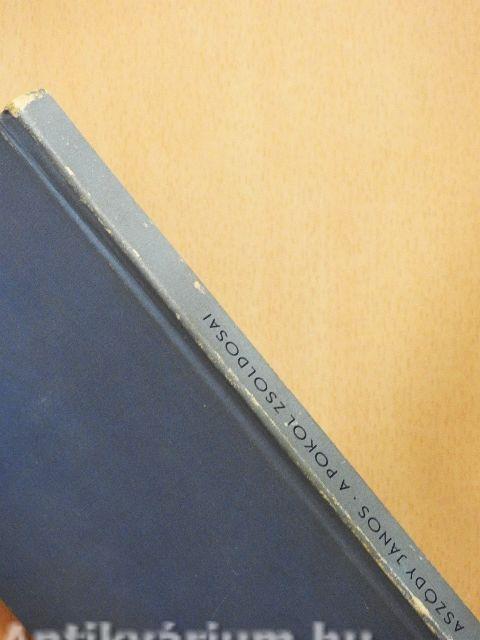 ASZÓDY JÁNOS . A POKOL ZSOLDOSAI
Antikvárium.hu